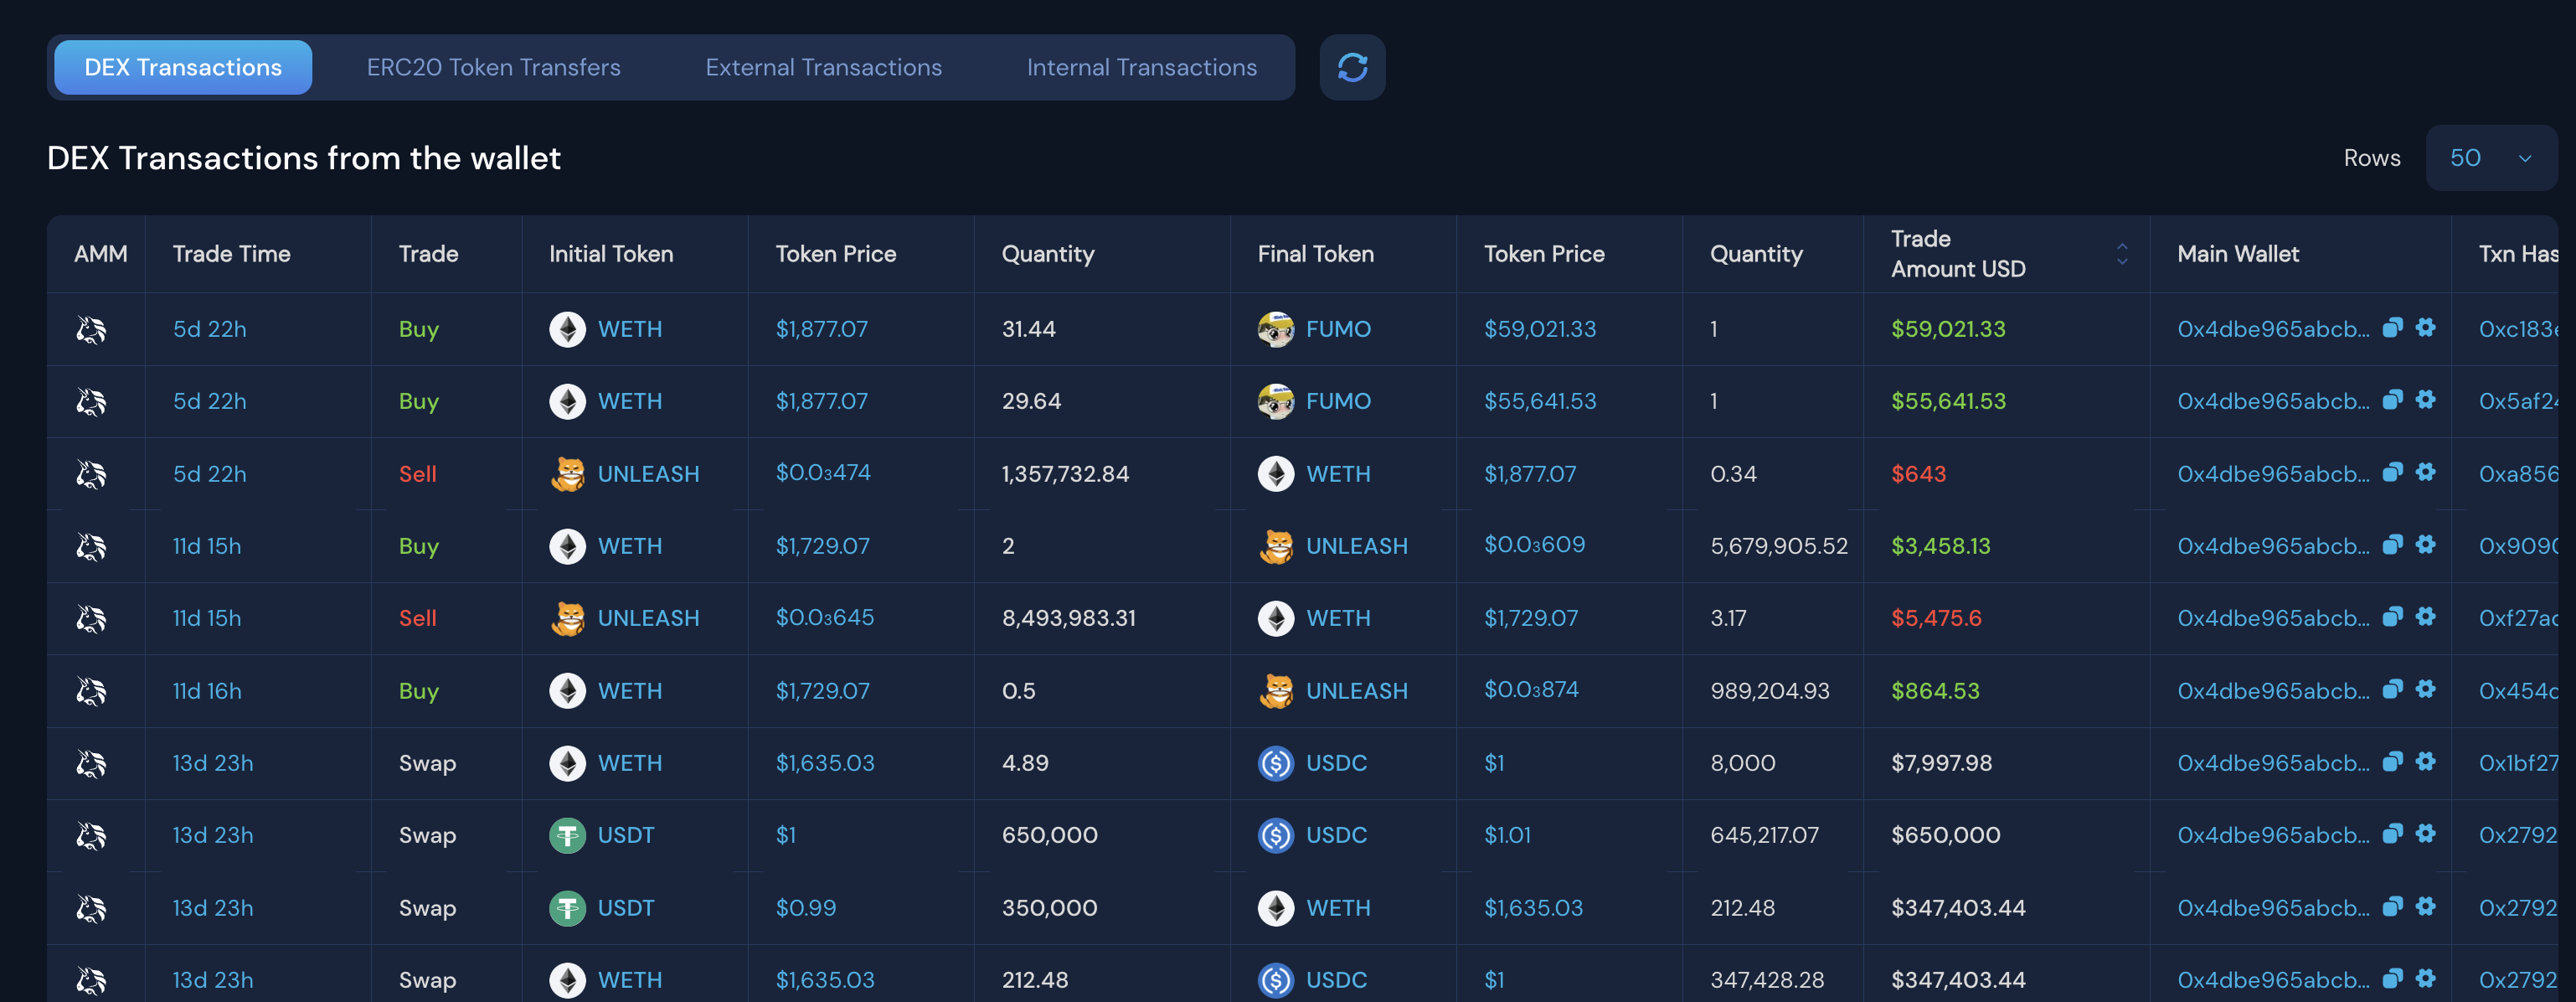 DEX Transactions ERC20 Token Transfers External Transactions Internal Transactions
DEX Transactions from the wallet Rows 50
AMM Trade Time Trade Initial Token Token Price Quantity Final Token Token Price Quantity Trade Amount USD Main Wallet Txn Has
5d 22h Buy WETH $1,877.07 31.44 FUMO $59,021.33 1 $59,021.33 0x4dbe965abcb... 0xc183e
5d 22h Buy WETH $1,877.07 29.64 FUMO $55,641.53 1 $55,641.53 0x4dbe965abcb... 0x5af24
5d 22h Sell UNLEASH $0.0₃474 1,357,732.84 WETH $1,877.07 0.34 $643 0x4dbe965abcb... 0xa856
11d 15h Buy WETH $1,729.07 2 UNLEASH $0.0₃609 5,679,905.52 $3,458.13 0x4dbe965abcb... 0x9090
11d 15h Sell UNLEASH $0.0₃645 8,493,983.31 WETH $1,729.07 3.17 $5,475.6 0x4dbe965abcb... 0xf27ac
11d 16h Buy WETH $1,729.07 0.5 UNLEASH $0.0₃874 989,204.93 $864.53 0x4dbe965abcb... 0x454c
13d 23h Swap WETH $1,635.03 4.89 USDC $1 8,000 $7,997.98 0x4dbe965abcb... 0x1bf27
13d 23h Swap USDT $1 650,000 USDC $1.01 645,217.07 $650,000 0x4dbe965abcb... 0x2792
13d 23h Swap USDT $0.99 350,000 WETH $1,635.03 212.48 $347,403.44 0x4dbe965abcb... 0x2792
13d 23h Swap WETH $1,635.03 212.48 USDC $1 347,428.28 $347,403.44 0x4dbe965abcb... 0x2792